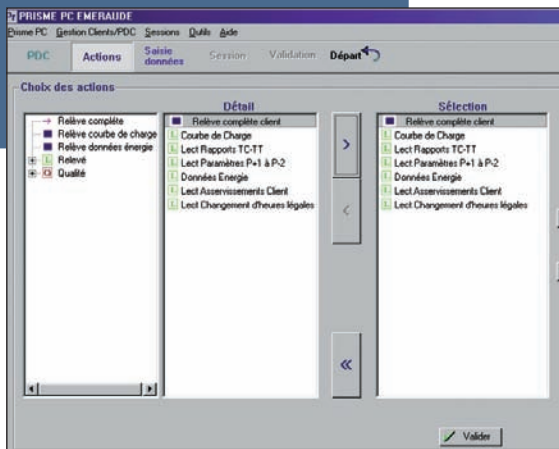 PRISME PC EMERAUDE
Prisme PC Gestion Clients/PDC Sessions Outils Aide
PDC Actions Saisie données Session Validation Départ
Choix des actions
Relève complète
Relève courbe de charge
Relève données énergie
Relevé
Qualité
Détail
Relève complète client
Courbe de Charge
Lect Rapports TC-TT
Lect Paramètres P+1 à P-2
Données Energie
Lect Asservissements Client
Lect Changement d'heures légales
>
<
«
Sélection
Relève complète client
Courbe de Charge
Lect Rapports TC-TT
Lect Paramètres P+1 à P-2
Données Energie
Lect Asservissements Client
Lect Changement d'heures légales
Valider